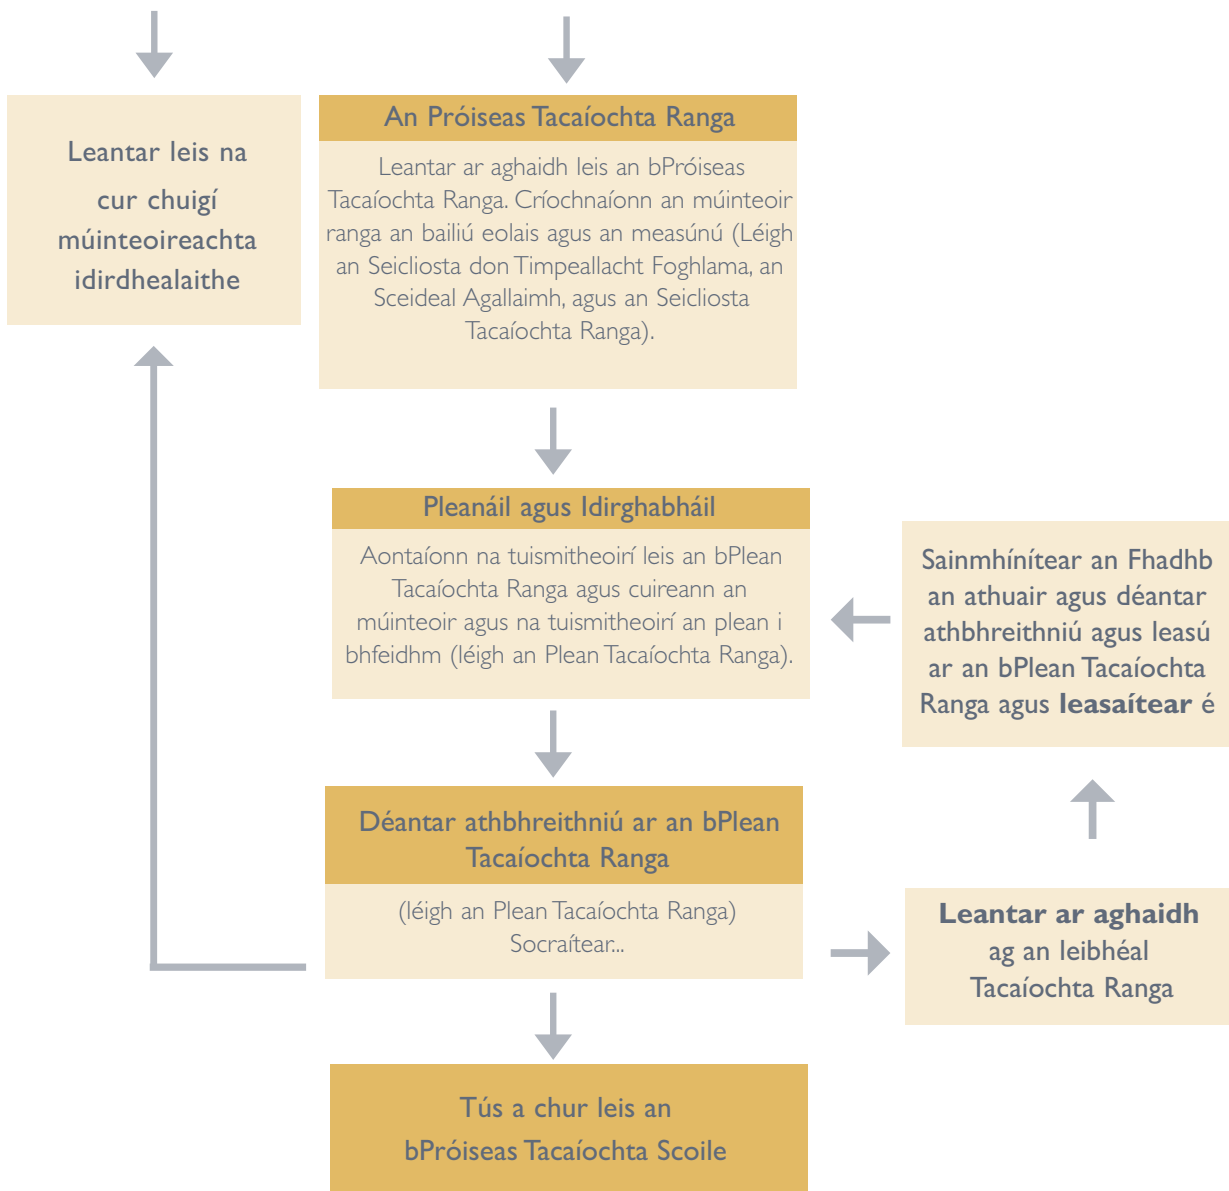 Leantar leis na
cur chuigí
múinteoireachta
idirdhealaithe
An Próiseas Tacaíochta Ranga
Leantar ar aghaidh leis an bPróiseas
Tacaíochta Ranga. Críochnaíonn an múinteoir
ranga an bailiú eolais agus an measúnú (Léigh
an Seicliosta don Timpeallacht Foghlama, an
Sceideal Agallaimh, agus an Seicliosta
Tacaíochta Ranga).
Pleanáil agus Idirghabháil
Aontaíonn na tuismitheoirí leis an bPlean
Tacaíochta Ranga agus cuireann an
múinteoir agus na tuismitheoirí an plean i
bhfeidhm (léigh an Plean Tacaíochta Ranga).
Sainmhínítear an Fhadhb
an athuair agus déantar
athbhreithniú agus leasú
ar an bPlean Tacaíochta
Ranga agus leasaítear é
Déantar athbhreithniú ar an bPlean
Tacaíochta Ranga
(léigh an Plean Tacaíochta Ranga)
Socraítear...
Leantar ar aghaidh
ag an leibhéal
Tacaíochta Ranga
Tús a chur leis an
bPróiseas Tacaíochta Scoile